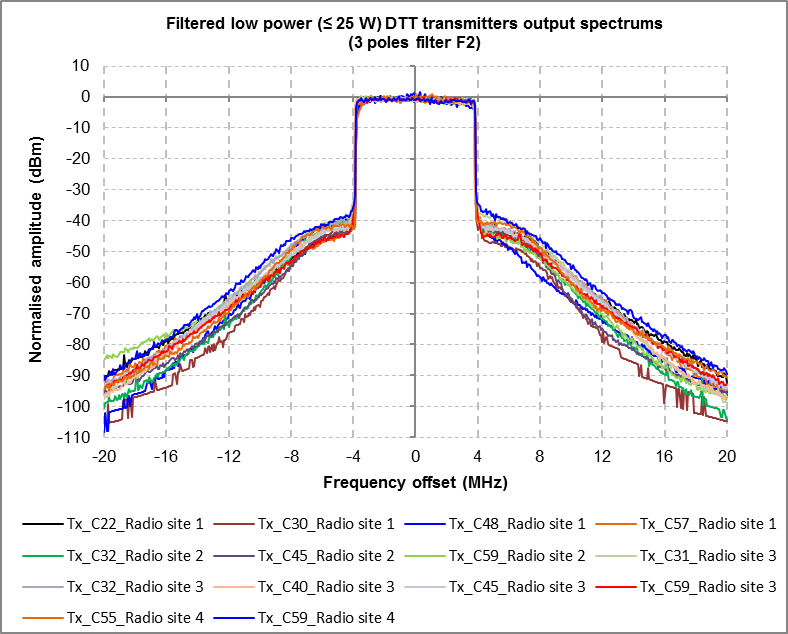 Filtered low power (≤ 25 W) DTT transmitters output spectrums
(3 poles filter F2)
Normalised amplitude (dBm)
10
0
-10
-20
-30
-40
-50
-60
-70
-80
-90
-100
-110
-20 -16 -12 -8 -4 0 4 8 12 16 20
Frequency offset (MHz)
Tx_C22_Radio site 1 Tx_C30_Radio site 1 Tx_C48_Radio site 1 Tx_C57_Radio site 1
Tx_C32_Radio site 2 Tx_C45_Radio site 2 Tx_C59_Radio site 2 Tx_C31_Radio site 3
Tx_C32_Radio site 3 Tx_C40_Radio site 3 Tx_C45_Radio site 3 Tx_C59_Radio site 3
Tx_C55_Radio site 4 Tx_C59_Radio site 4